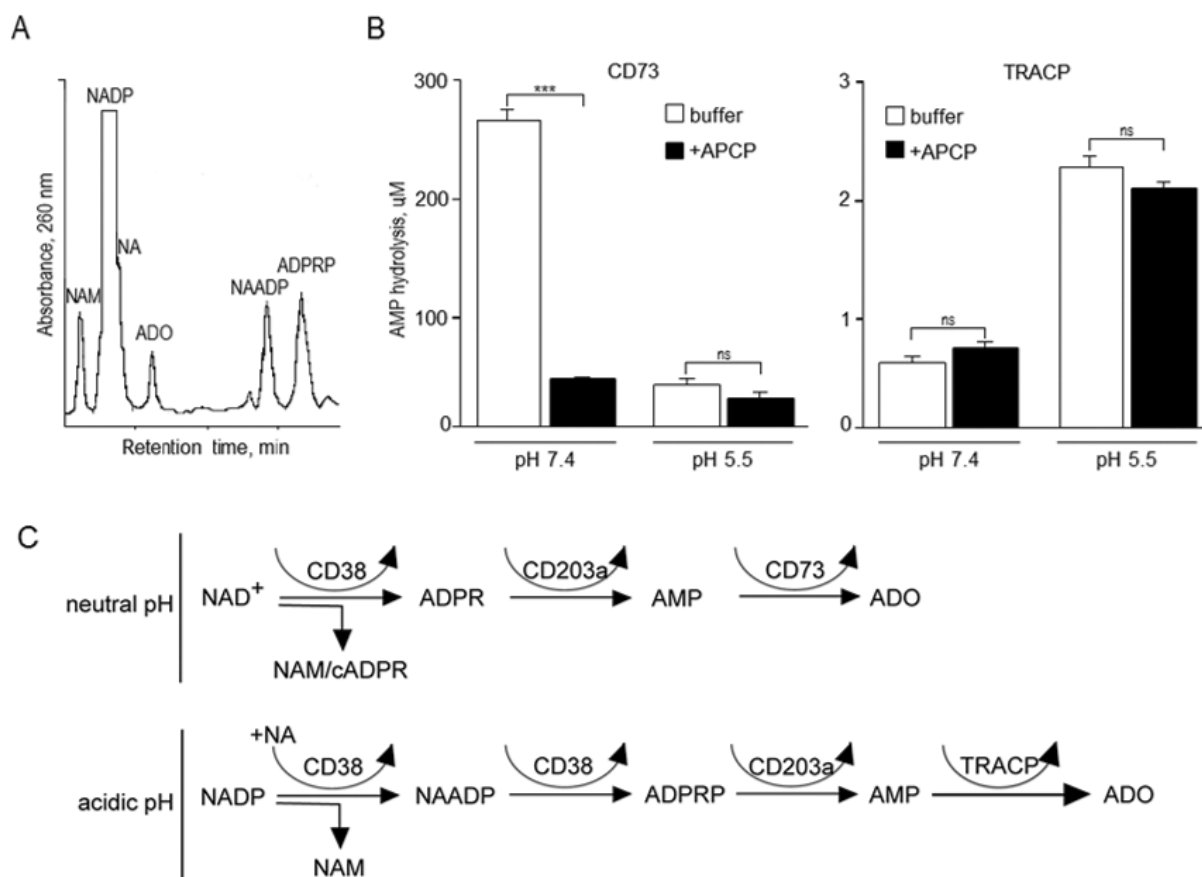 A
Absorbance, 260 nm
NADP
NA
NAM
ADO
NAADP
ADPRP
Retention time, min
B
CD73
AMP hydrolysis, uM
300
200
100
0
***
buffer
+APCP
ns
pH 7.4
pH 5.5
TRACP
3
2
1
0
buffer
+APCP
ns
ns
pH 7.4
pH 5.5
C
neutral pH
NAD+
CD38
ADPR
CD203a
AMP
CD73
ADO
NAM/cADPR
acidic pH
+NA
NADP
CD38
NAADP
CD38
ADPRP
CD203a
AMP
TRACP
ADO
NAM